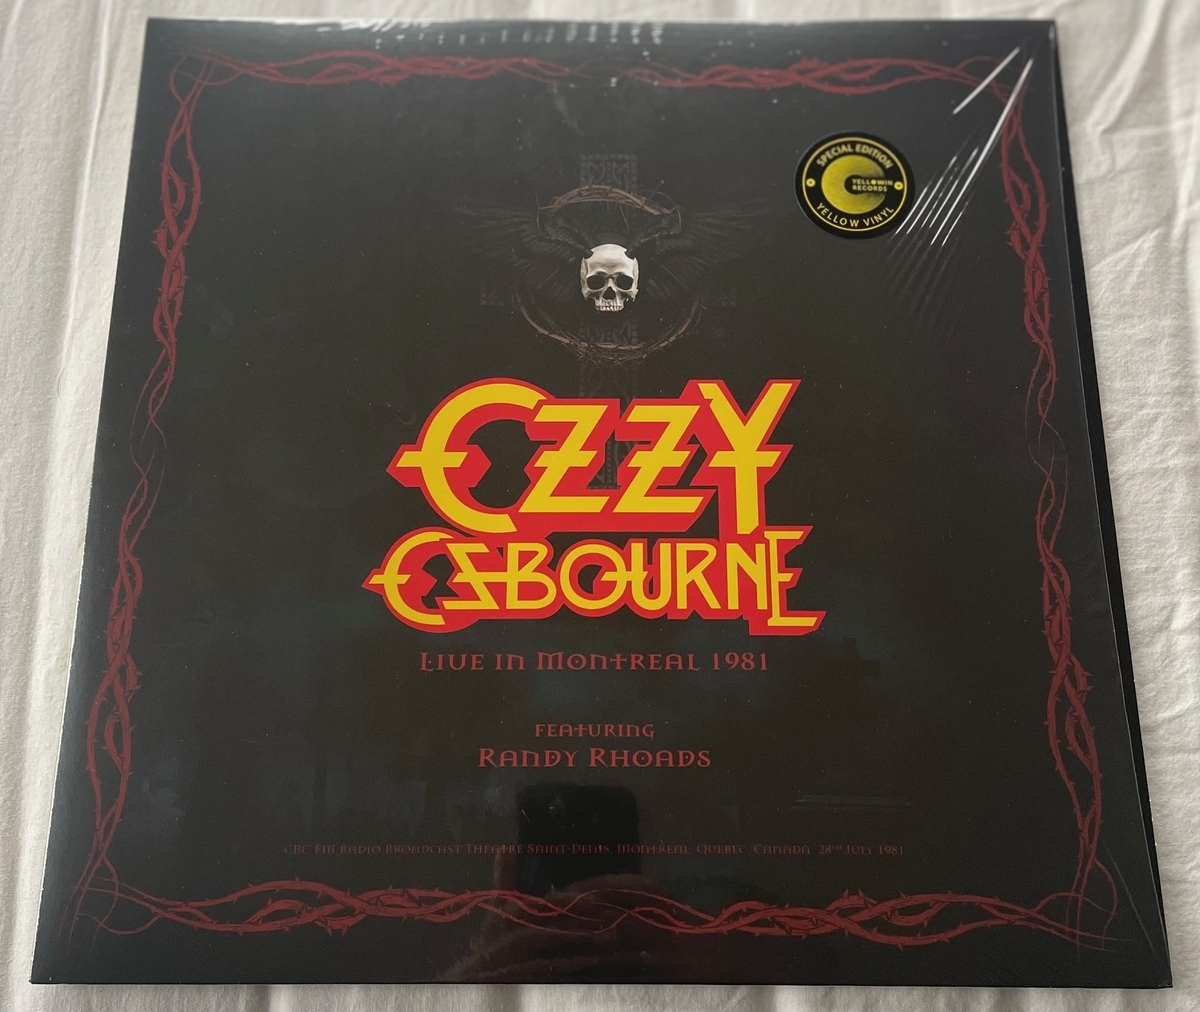 SPECIAL EDITION
YELLOWIN
RECORDS
YELLOW VINYL
OZZY
OSBOURNE
LIVE IN MONTREAL 1981
FEATURING
RANDY RHOADS
CBC FM RADIO BROADCAST THEATRE SAINT-DENIS, MONTREAL, QUEBEC, CANADA, 28TH JULY 1981